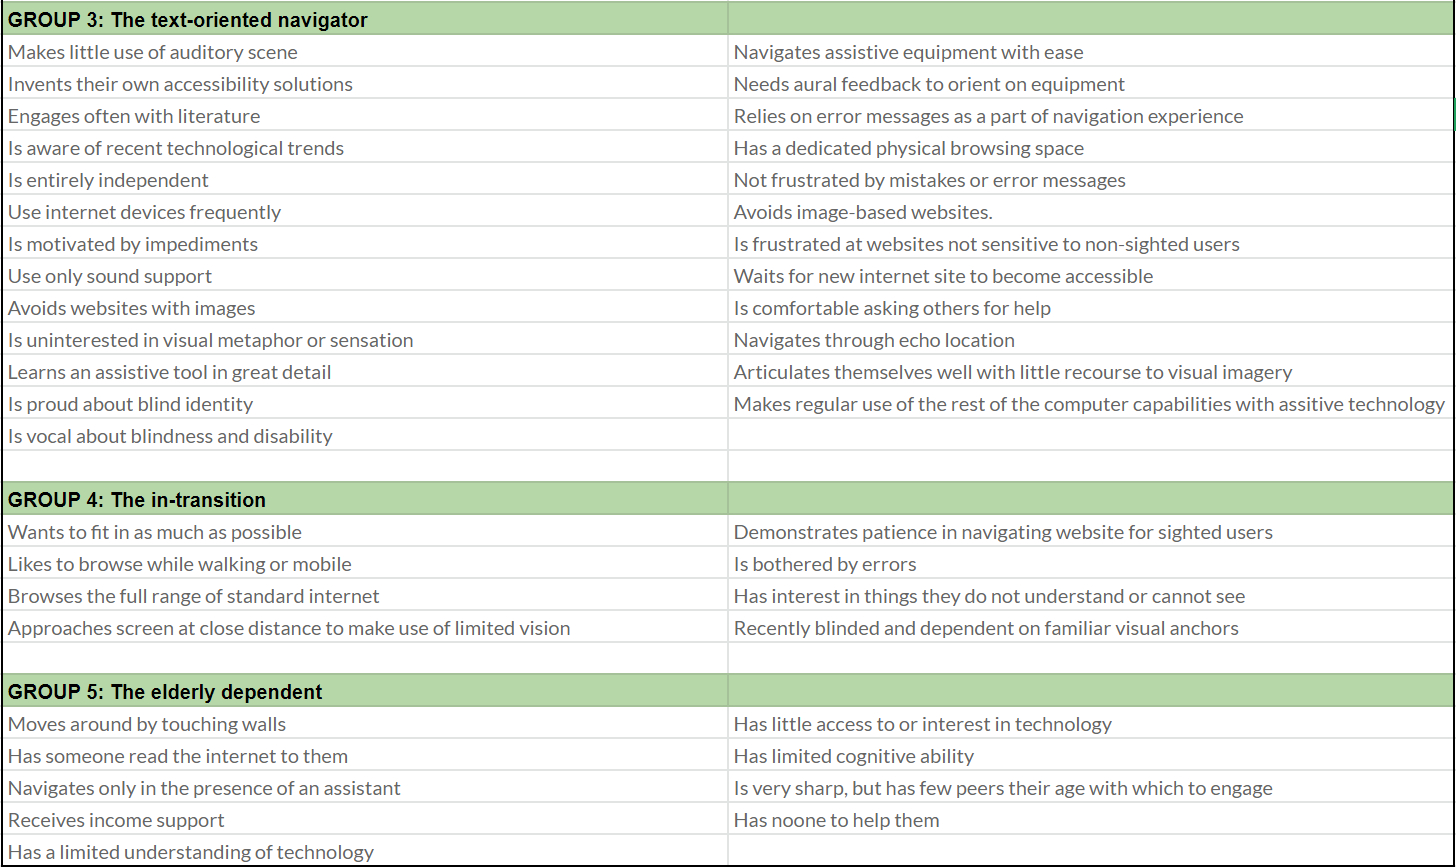 GROUP 3: The text-oriented navigator
Makes little use of auditory scene
Navigates assistive equipment with ease
Invents their own accessibility solutions
Needs aural feedback to orient on equipment
Engages often with literature
Relies on error messages as a part of navigation experience
Is aware of recent technological trends
Has a dedicated physical browsing space
Is entirely independent
Not frustrated by mistakes or error messages
Use internet devices frequently
Avoids image-based websites.
Is motivated by impediments
Is frustrated at websites not sensitive to non-sighted users
Use only sound support
Waits for new internet site to become accessible
Avoids websites with images
Is comfortable asking others for help
Is uninterested in visual metaphor or sensation
Navigates through echo location
Learns an assistive tool in great detail
Articulates themselves well with little recourse to visual imagery
Is proud about blind identity
Makes regular use of the rest of the computer capabilities with assitive technology
Is vocal about blindness and disability
GROUP 4: The in-transition
Wants to fit in as much as possible
Demonstrates patience in navigating website for sighted users
Likes to browse while walking or mobile
Is bothered by errors
Browses the full range of standard internet
Has interest in things they do not understand or cannot see
Approaches screen at close distance to make use of limited vision
Recently blinded and dependent on familiar visual anchors
GROUP 5: The elderly dependent
Moves around by touching walls
Has little access to or interest in technology
Has someone read the internet to them
Has limited cognitive ability
Navigates only in the presence of an assistant
Is very sharp, but has few peers their age with which to engage
Receives income support
Has noone to help them
Has a limited understanding of technology